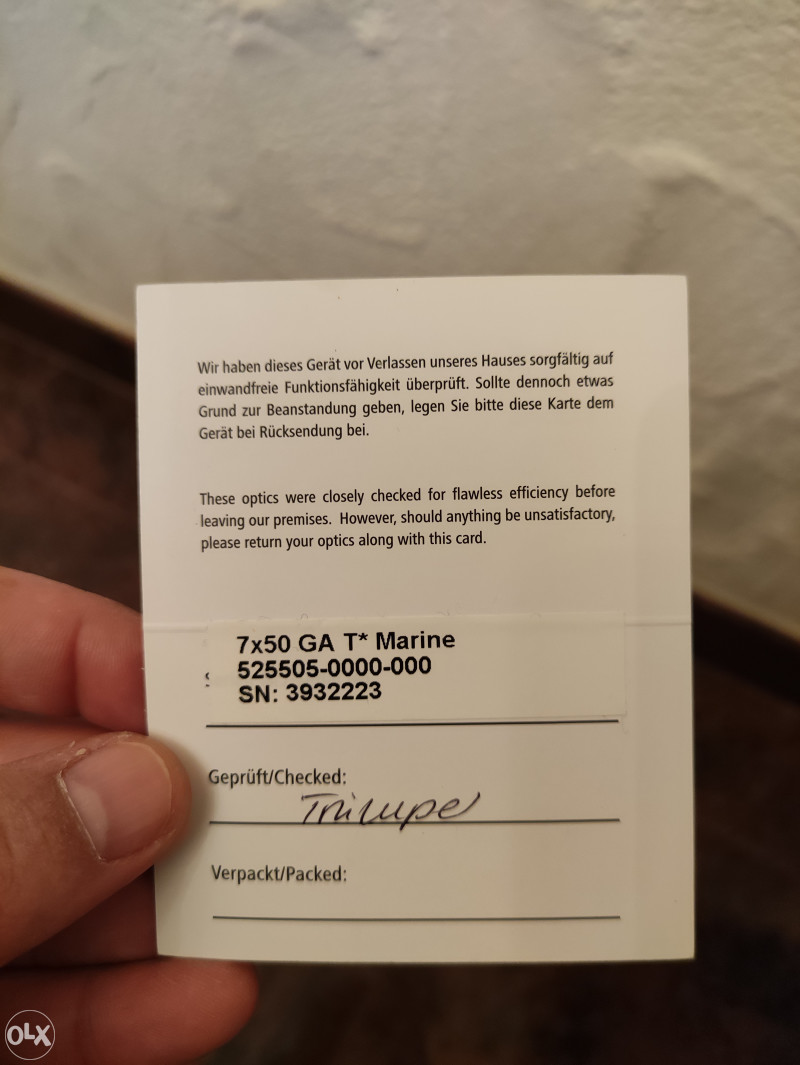 Wir haben dieses Gerät vor Verlassen unseres Hauses sorgfältig auf
einwandfreie Funktionsfähigkeit überprüft. Sollte dennoch etwas
Grund zur Beanstandung geben, legen Sie bitte diese Karte dem
Gerät bei Rücksendung bei.
These optics were closely checked for flawless efficiency before
leaving our premises. However, should anything be unsatisfactory,
please return your optics along with this card.
7x50 GA T* Marine
525505-0000-000
SN: 3932223
Geprüft/Checked:
Verpackt/Packed:
OLX